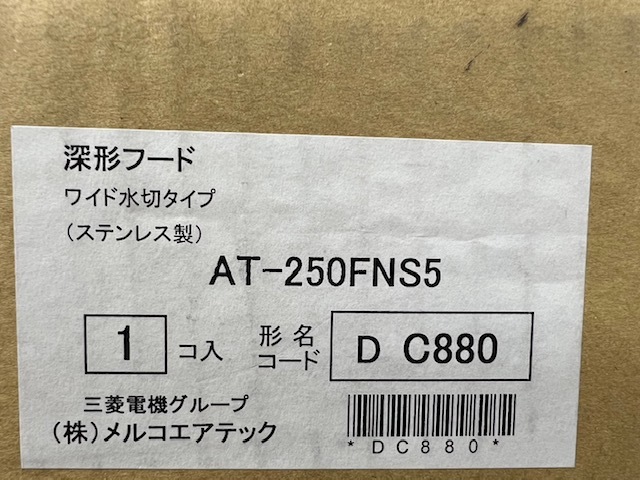 深形フード
ワイド水切タイプ
(ステンレス製)
AT-250FNS5
1 コ入
形名コード D C880
三菱電機グループ
(株)メルコエアテック
*DC880*